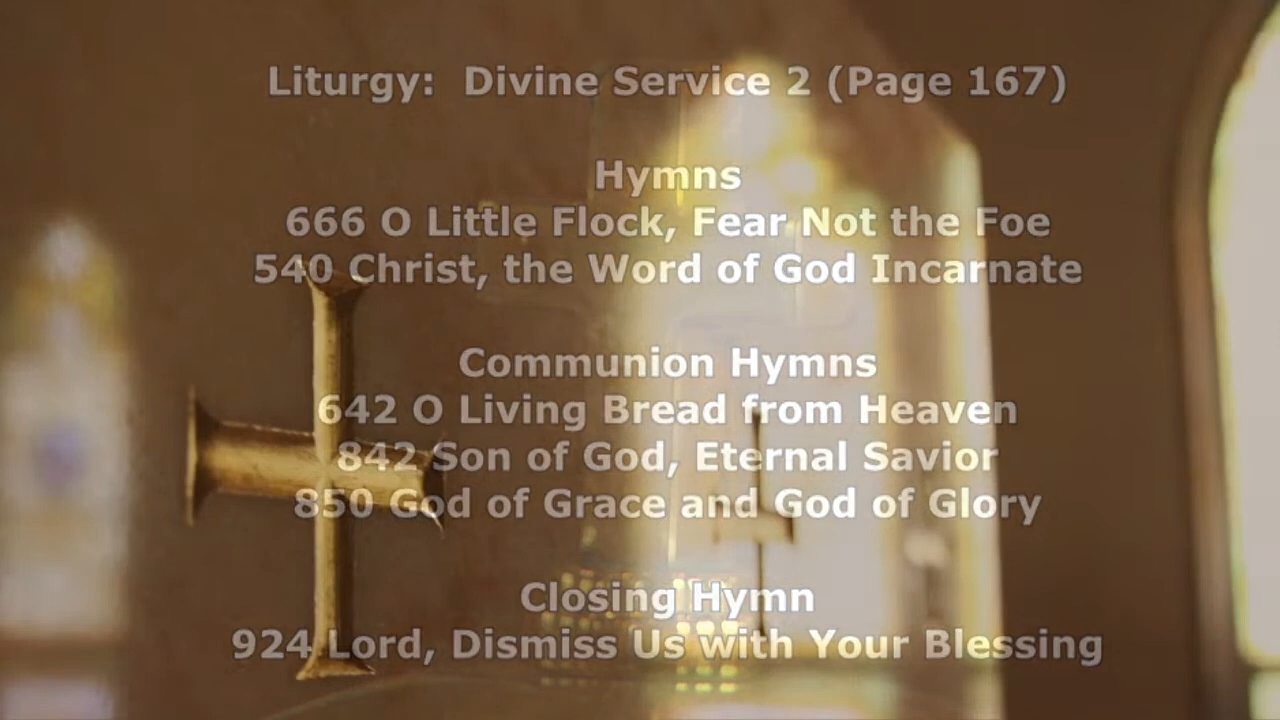 Liturgy:  Divine Service 2 (Page 167)
Hymns
666 O Little Flock, Fear Not the Foe
540 Christ, the Word of God Incarnate
Communion Hymns
642 O Living Bread from Heaven
842 Son of God, Eternal Savior
850 God of Grace and God of Glory
Closing Hymn
924 Lord, Dismiss Us with Your Blessing